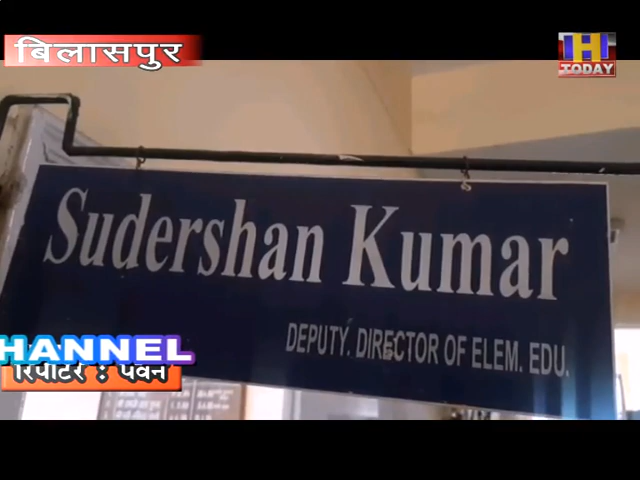 बिलासपुर
H
TODAY
Sudershan Kumar
DEPUTY. DIRECTOR OF ELEM. EDU.
HANNEL
रिपोर्टर : पवन